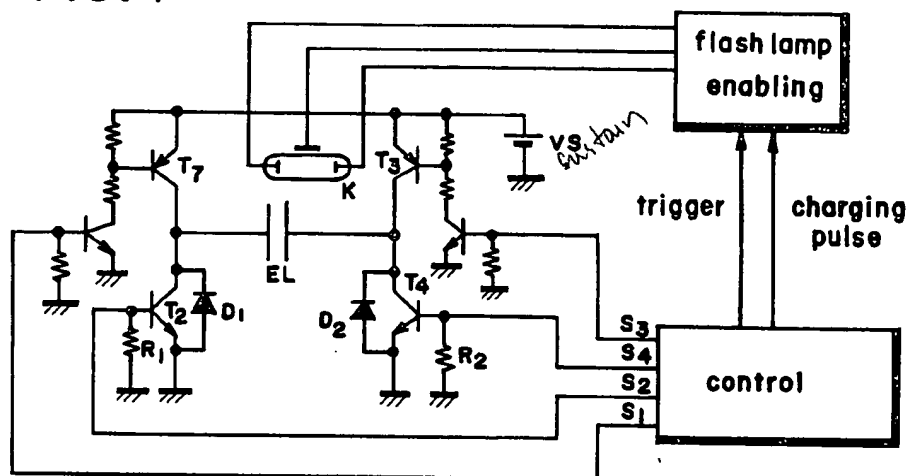 flash lamp
enabling
VS
sustain
T7
T3
K
trigger
charging
pulse
EL
T2
D1
D2
T4
R1
R2
S3
S4
S2
S1
control